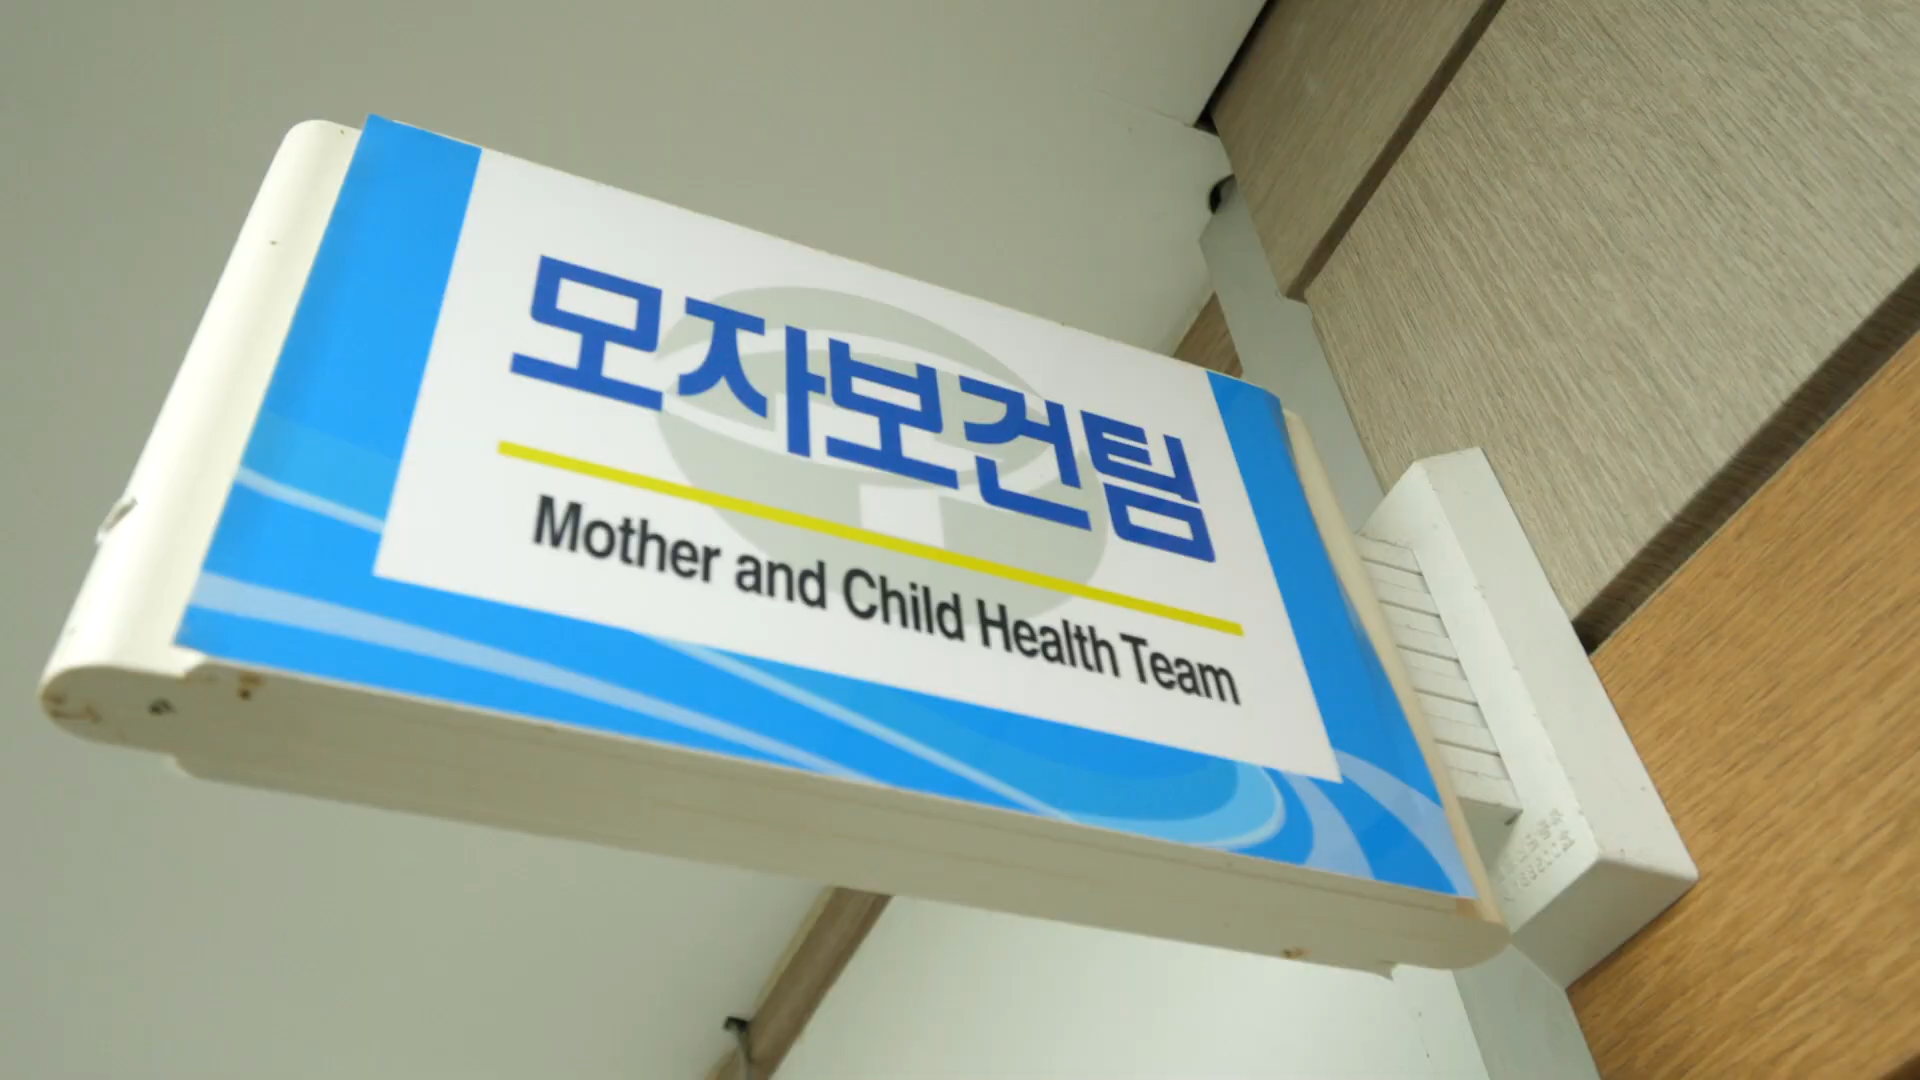 모자보건팀
Mother and Child Health Team